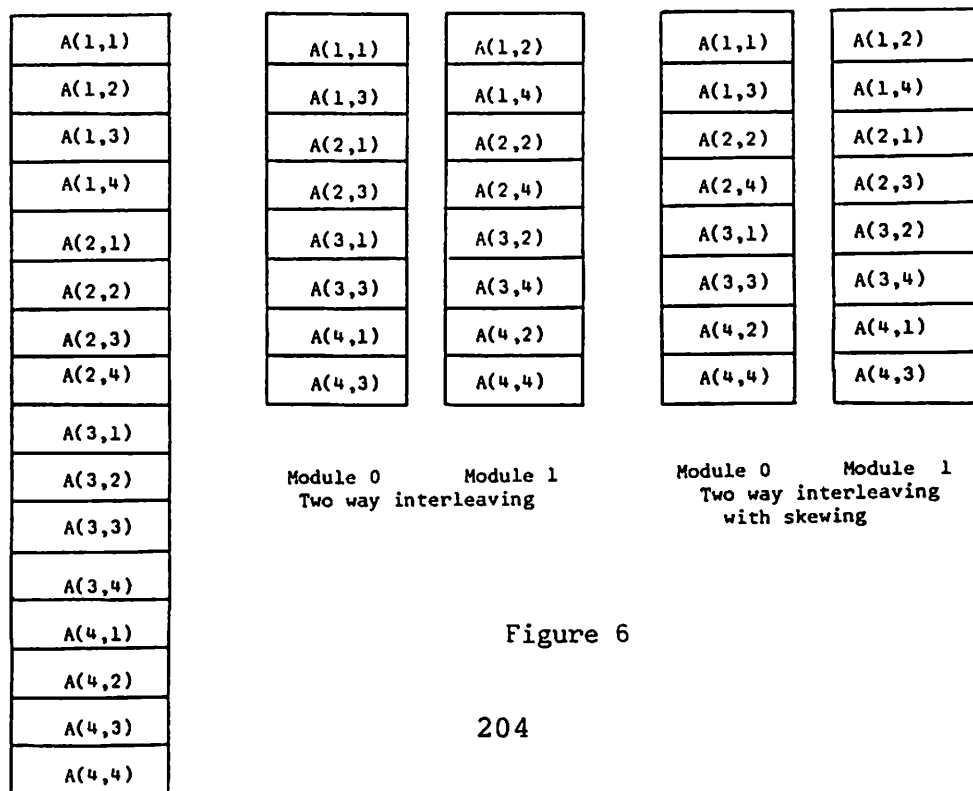 A(1,1)
A(1,2)
A(1,3)
A(1,4)
A(2,1)
A(2,2)
A(2,3)
A(2,4)
A(3,1)
A(3,2)
A(3,3)
A(3,4)
A(4,1)
A(4,2)
A(4,3)
A(4,4)
A(1,1)
A(1,3)
A(2,1)
A(2,3)
A(3,1)
A(3,3)
A(4,1)
A(4,3)
A(1,2)
A(1,4)
A(2,2)
A(2,4)
A(3,2)
A(3,4)
A(4,2)
A(4,4)
Module 0 Module 1
Two way interleaving
A(1,1)
A(1,3)
A(2,2)
A(2,4)
A(3,1)
A(3,3)
A(4,2)
A(4,4)
A(1,2)
A(1,4)
A(2,1)
A(2,3)
A(3,2)
A(3,4)
A(4,1)
A(4,3)
Module 0 Module 1
Two way interleaving
with skewing
Figure 6
204